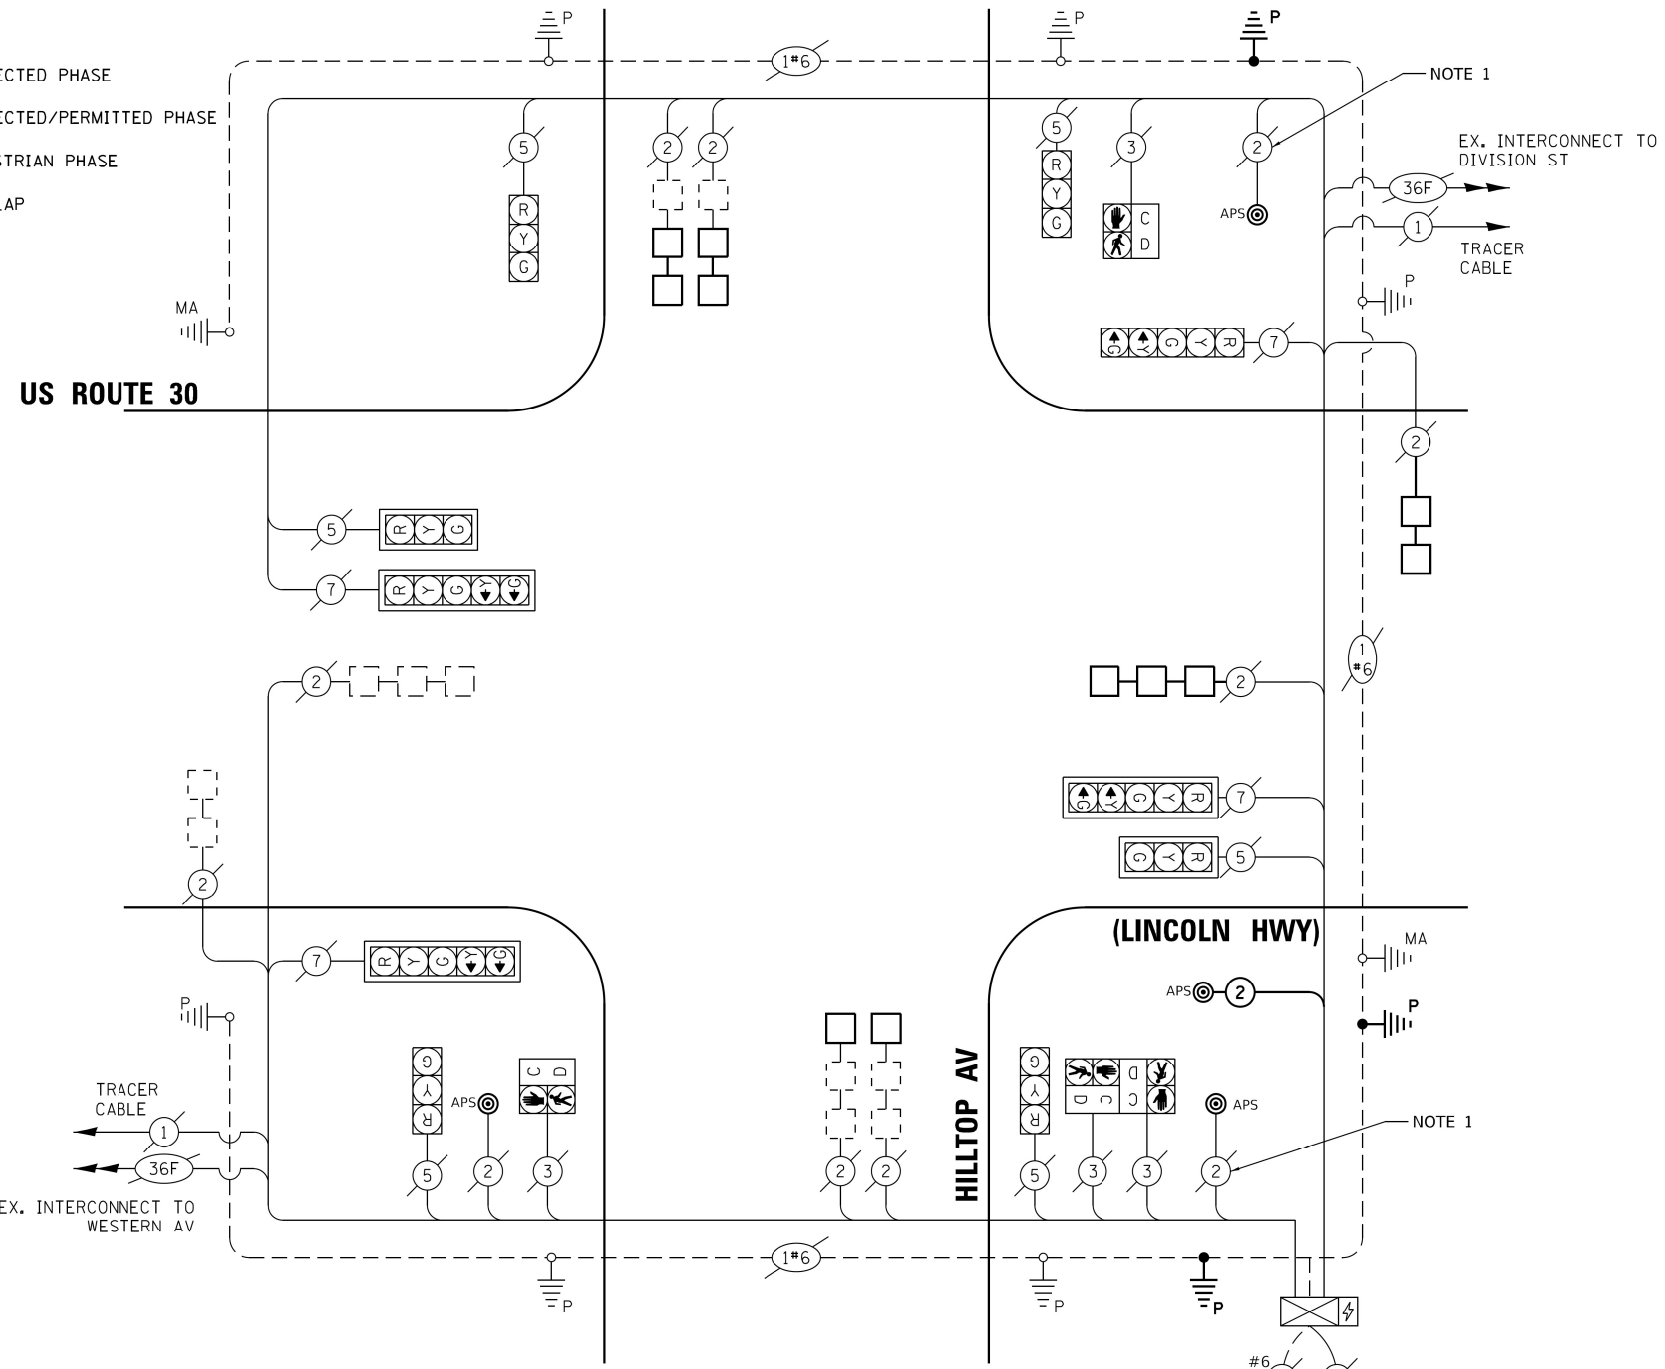 P
P
P
1#6
NOTE 1
ECTED PHASE
ECTED/PERMITTED PHASE
STRIAN PHASE
LAP
5
R
Y
G
2
2
5
R
Y
G
3
C
D
2
APS
EX. INTERCONNECT TO
DIVISION ST
36F
1
TRACER
CABLE
P
MA
G Y G Y R
7
US ROUTE 30
2
5
R Y G
7
R Y G Y G
2
2
1
#6
G Y G Y R
7
G Y R
5
2
(LINCOLN HWY)
MA
7
R Y G Y G
APS
2
P
P
TRACER
CABLE
1
36F
EX. INTERCONNECT TO
WESTERN AV
G
Y
R
5
APS
2
C D
3
2
2
HILLTOP AV
G
Y
R
5
D
D C C
3
3
APS
2
NOTE 1
1#6
P
P
P
#6